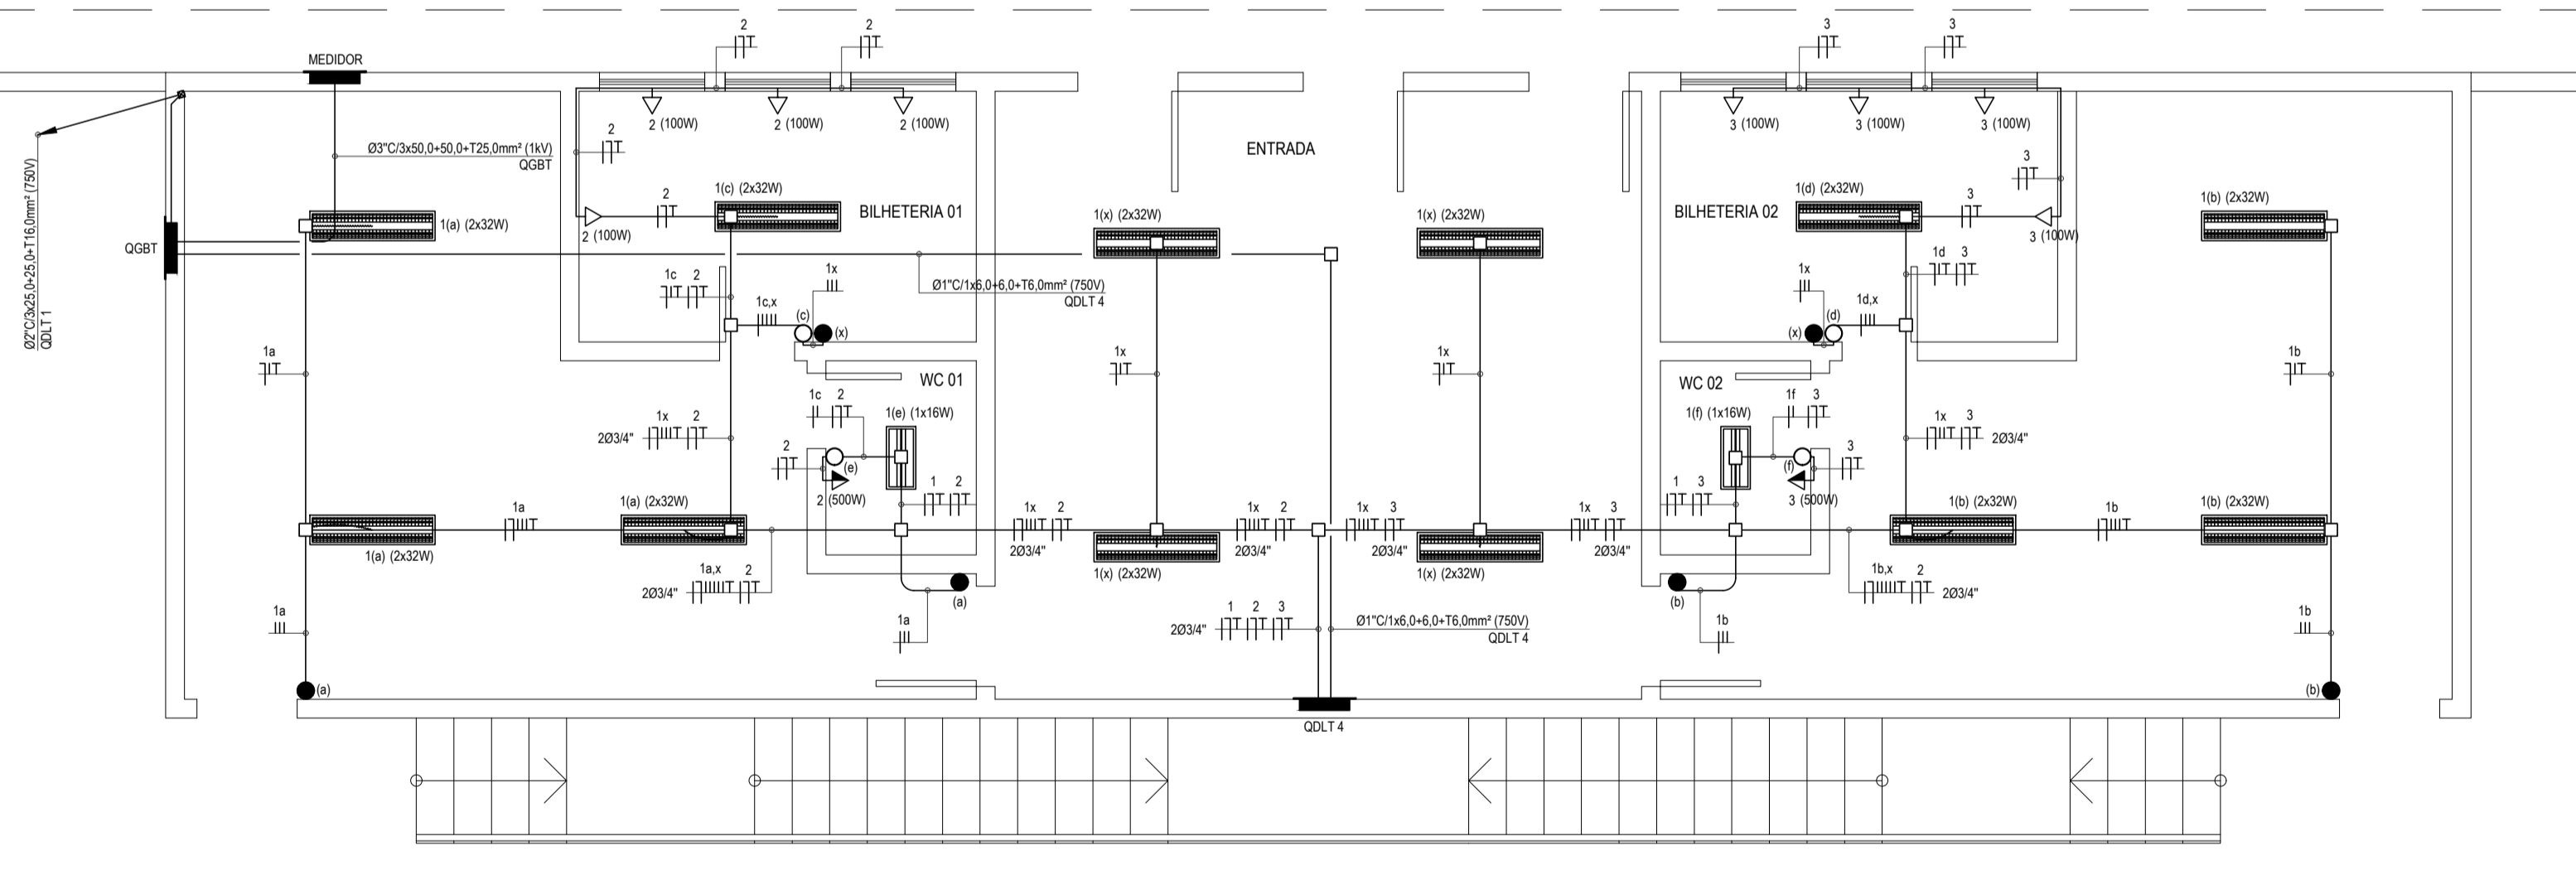 2
2
3
3
MEDIDOR
2 (100W)
2 (100W)
2 (100W)
3 (100W)
3 (100W)
3 (100W)
2
Ø3"C/3x50,0+50,0+T25,0mm² (1kV)
QGBT
ENTRADA
3
Ø2"C/3x25,0+25,0+T16,0mm² (750V)
QDLT 1
1(a) (2x32W)
2
1(c) (2x32W)
BILHETERIA 01
2 (100W)
1(x) (2x32W)
1(x) (2x32W)
BILHETERIA 02
1(d) (2x32W)
3
3 (100W)
1(b) (2x32W)
QGBT
1c 2
1x
Ø1"C/1x6,0+6,0+T6,0mm² (750V)
QDLT 4
1x
1d 3
1c,x
(c)
(x)
(x)
(d)
1d,x
1a
1x
1x
1b
WC 01
WC 02
1c 2
1(e) (1x16W)
1(f) (1x16W)
1f 3
2Ø3/4"
1x 2
1x 3
2Ø3/4"
2
(e)
2 (500W)
(f)
3
3 (500W)
1 2
1 3
1(a) (2x32W)
1a
1(a) (2x32W)
1x 2
2Ø3/4"
1x 2
2Ø3/4"
1x 3
2Ø3/4"
1x 3
2Ø3/4"
1(b) (2x32W)
1b
1(b) (2x32W)
1(x) (2x32W)
1(x) (2x32W)
2Ø3/4"
1a,x 2
1b,x 2
2Ø3/4"
1a
(a)
1a
(b)
1b
1b
2Ø3/4"
1 2 3
Ø1"C/1x6,0+6,0+T6,0mm² (750V)
QDLT 4
(a)
(b)
QDLT 4